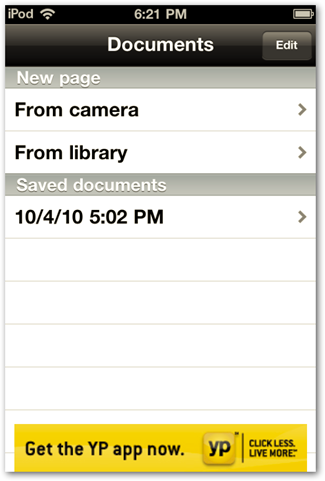 iPod 6:21 PM
Documents Edit
New page
From camera
From library
Saved documents
10/4/10 5:02 PM
Get the YP app now. yp CLICK LESS.
LIVE MORE.